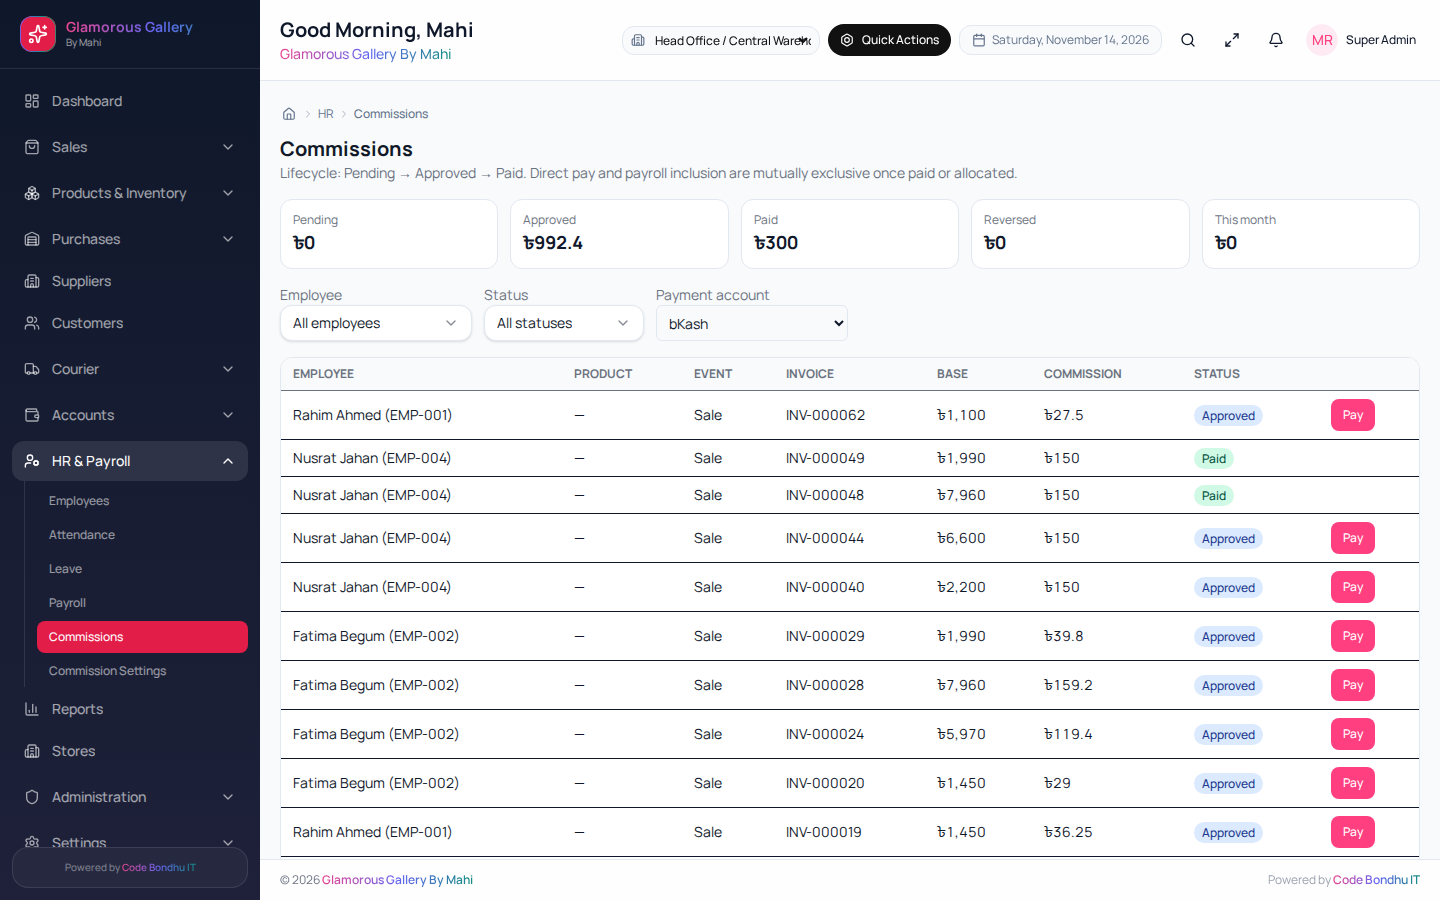 Glamorous Gallery
By Mahi
Dashboard
Sales
Products & Inventory
Purchases
Suppliers
Customers
Courier
Accounts
HR & Payroll
Employees
Attendance
Leave
Payroll
Commissions
Commission Settings
Reports
Stores
Administration
Settings
Powered by Code Bondhu IT
Good Morning, Mahi
Glamorous Gallery By Mahi
Head Office / Central
Quick Actions
Saturday, November 14, 2026
MR
Super Admin
HR
Commissions
Commissions
Lifecycle: Pending → Approved → Paid. Direct pay and payroll inclusion are mutually exclusive once paid or allocated.
Pending
৳0
Approved
৳992.4
Paid
৳300
Reversed
৳0
This month
৳0
Employee
All employees
Status
All statuses
Payment account
bKash
EMPLOYEE PRODUCT EVENT INVOICE BASE COMMISSION STATUS
Rahim Ahmed (EMP-001) — Sale INV-000062 ৳1,100 ৳27.5 Approved Pay
Nusrat Jahan (EMP-004) — Sale INV-000049 ৳1,990 ৳150 Paid
Nusrat Jahan (EMP-004) — Sale INV-000048 ৳7,960 ৳150 Paid
Nusrat Jahan (EMP-004) — Sale INV-000044 ৳6,600 ৳150 Approved Pay
Nusrat Jahan (EMP-004) — Sale INV-000040 ৳2,200 ৳150 Approved Pay
Fatima Begum (EMP-002) — Sale INV-000029 ৳1,990 ৳39.8 Approved Pay
Fatima Begum (EMP-002) — Sale INV-000028 ৳7,960 ৳159.2 Approved Pay
Fatima Begum (EMP-002) — Sale INV-000024 ৳5,970 ৳119.4 Approved Pay
Fatima Begum (EMP-002) — Sale INV-000020 ৳1,450 ৳29 Approved Pay
Rahim Ahmed (EMP-001) — Sale INV-000019 ৳1,450 ৳36.25 Approved Pay
© 2026 Glamorous Gallery By Mahi
Powered by Code Bondhu IT